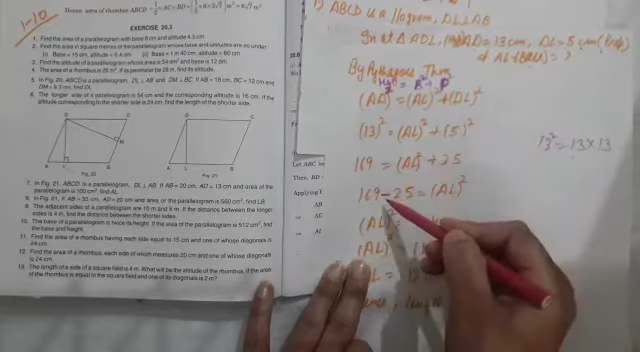 Hence, area of rhombus ABCD
1-10
EXERCISE 20.3
1. Find the area of a parallelogram with base 8 cm and altitude 4.5 cm.
2. Find the area in square metres of the parallelogram whose base and altitudes are as under
(i) Base = 15 dm, altitude = 6.4 dm (ii) Base = 1 m 40 cm, altitude = 60 cm
3. Find the altitude of a parallelogram whose area is 54 dm² and base is 12 dm.
4. The area of a rhombus is 28 m². If its perimeter be 28 m, find its altitude.
5. In Fig. 20, ABCD is a parallelogram, DL ⊥ AB and DM ⊥ BC. If AB = 18 cm, BC = 12 cm and
DM = 9.3 cm, find DL.
6. The longer side of a parallelogram is 54 cm and the corresponding altitude is 16 cm. If the
altitude corresponding to the shorter side is 24 cm, find the length of the shorter side.
D C D C
M
A L B A L B
Fig. 20 Fig. 21
7. In Fig. 21, ABCD is a parallelogram, DL ⊥ AB. If AB = 20 cm, AD = 13 cm and area of the
parallelogram is 100 cm², find AL.
8. In Fig. 21, if AB = 35 cm, AD = 20 cm and area of the parallelogram is 560 cm², find LB.
9. The adjacent sides of a parallelogram are 10 m and 8 m. If the distance between the longer
sides is 4 m, find the distance between the shorter sides.
10. The base of a parallelogram is twice its height. If the area of the parallelogram is 512 cm², find
the base and height.
11. Find the area of a rhombus having each side equal to 15 cm and one of whose diagonals is
24 cm.
12. Find the area of a rhombus, each side of which measures 20 cm and one of whose diagonals
is 24 cm.
13. The length of a side of a square field is 4 m. What will be the altitude of the rhombus, if the area
of the rhombus is equal to the square field and one of its diagonals is 2 m?
Let ABC
Then, BD
Applying
AB
⇒
⇒ AL
1) ABCD is a llgram, DL⊥AB
In rt Δ ADL, AD = 13 cm, DL = 5 cm
AL (Base) = ?
By Pythagoras Thm
H² = B² + P²
(AD)² = (AL)² + (DL)²
(13)² = (AL)² + (5)²
13² = 13×13
169 = (AL)² + 25
169 - 25 = (AL)²
(AL)² =
(AL)
AL = 12